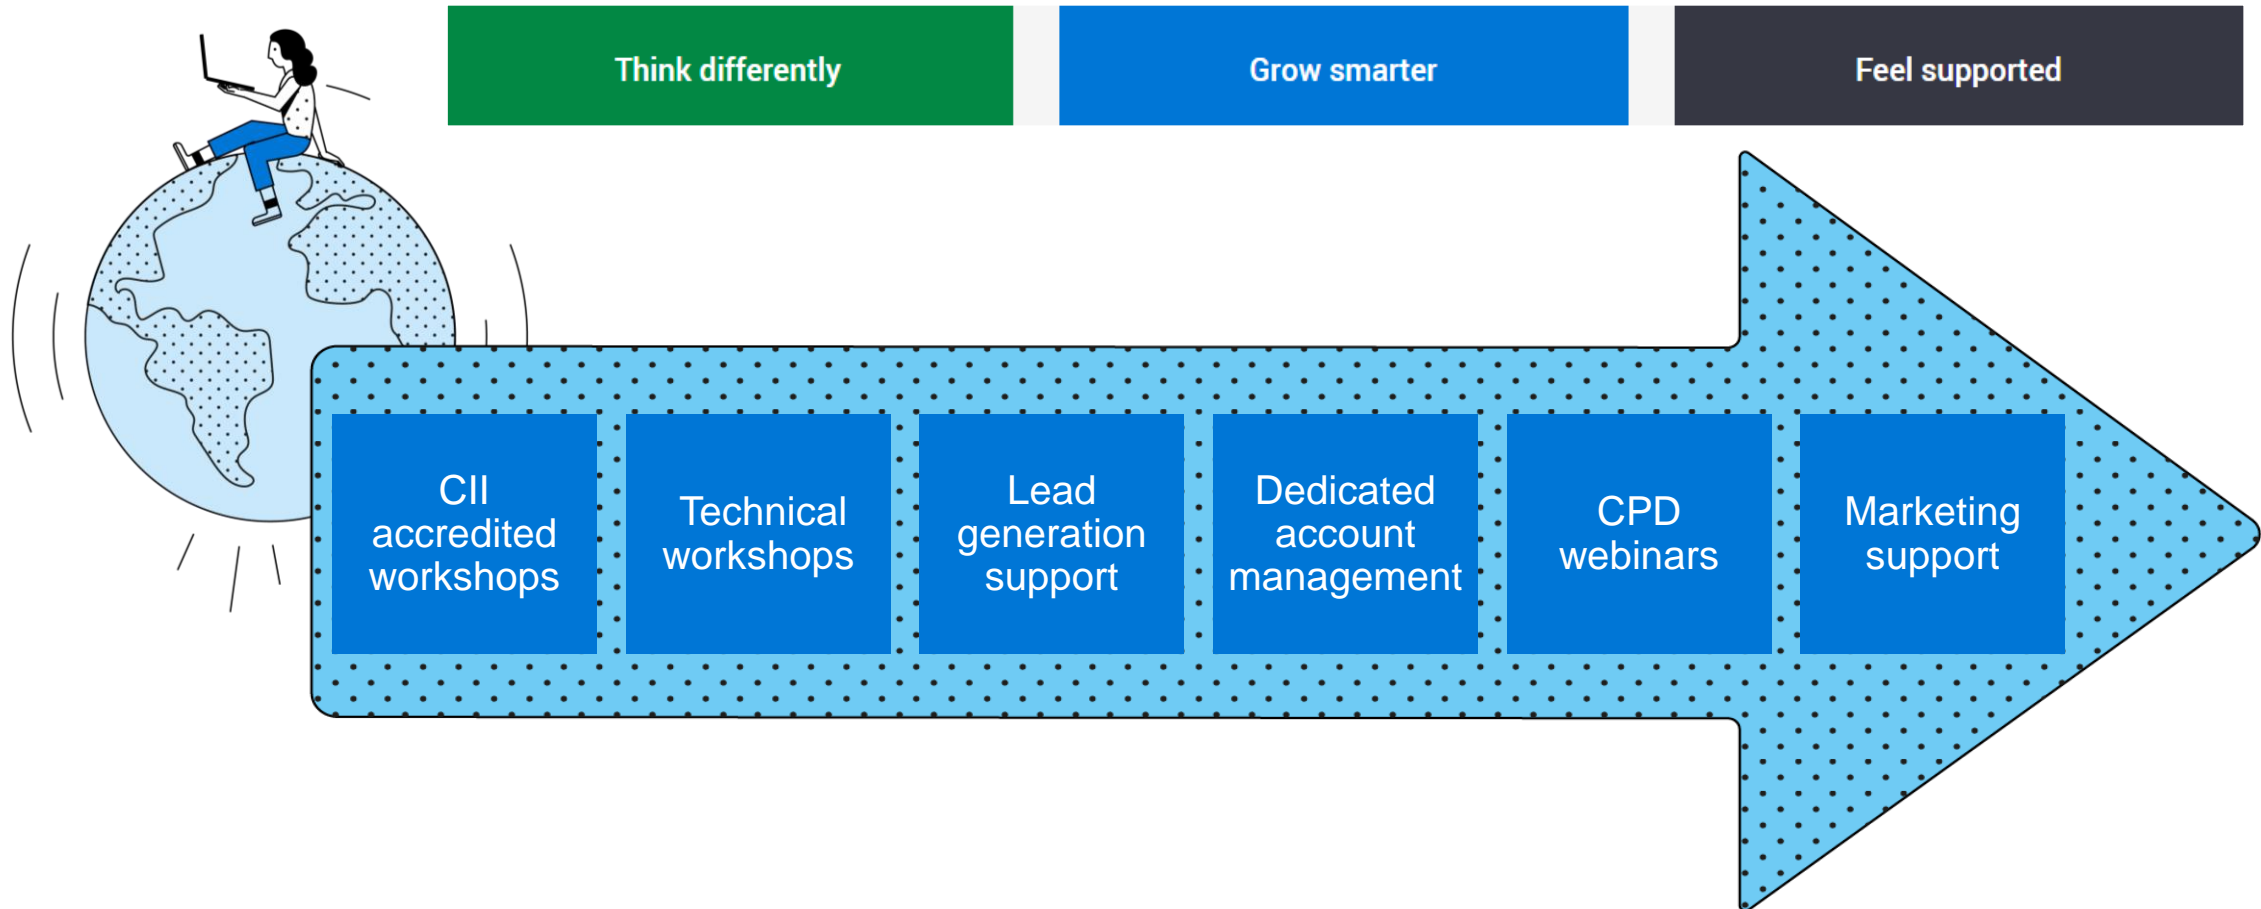 Think differently
Grow smarter
Feel supported
CII
accredited
workshops
Technical
workshops
Lead
generation
support
Dedicated
account
management
CPD
webinars
Marketing
support